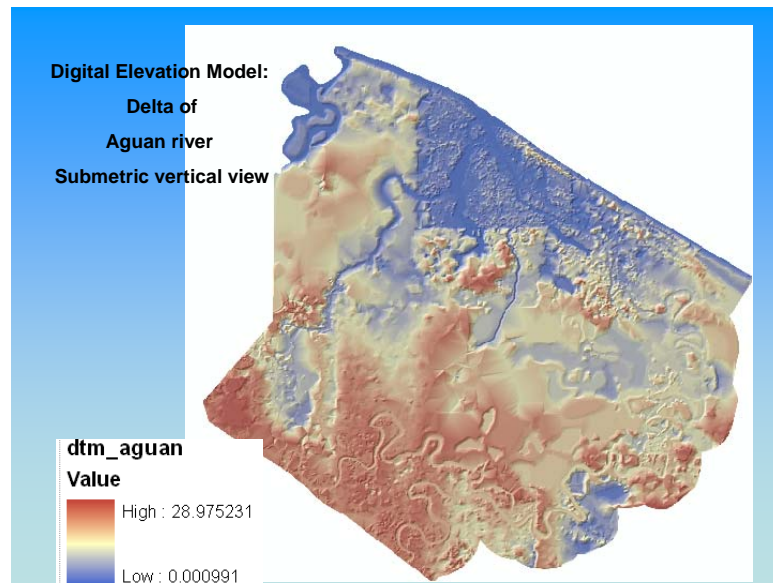 Digital Elevation Model:
Delta of
Aguan river
Submetric vertical view
dtm_aguan
Value
High : 28.975231
Low : 0.000991